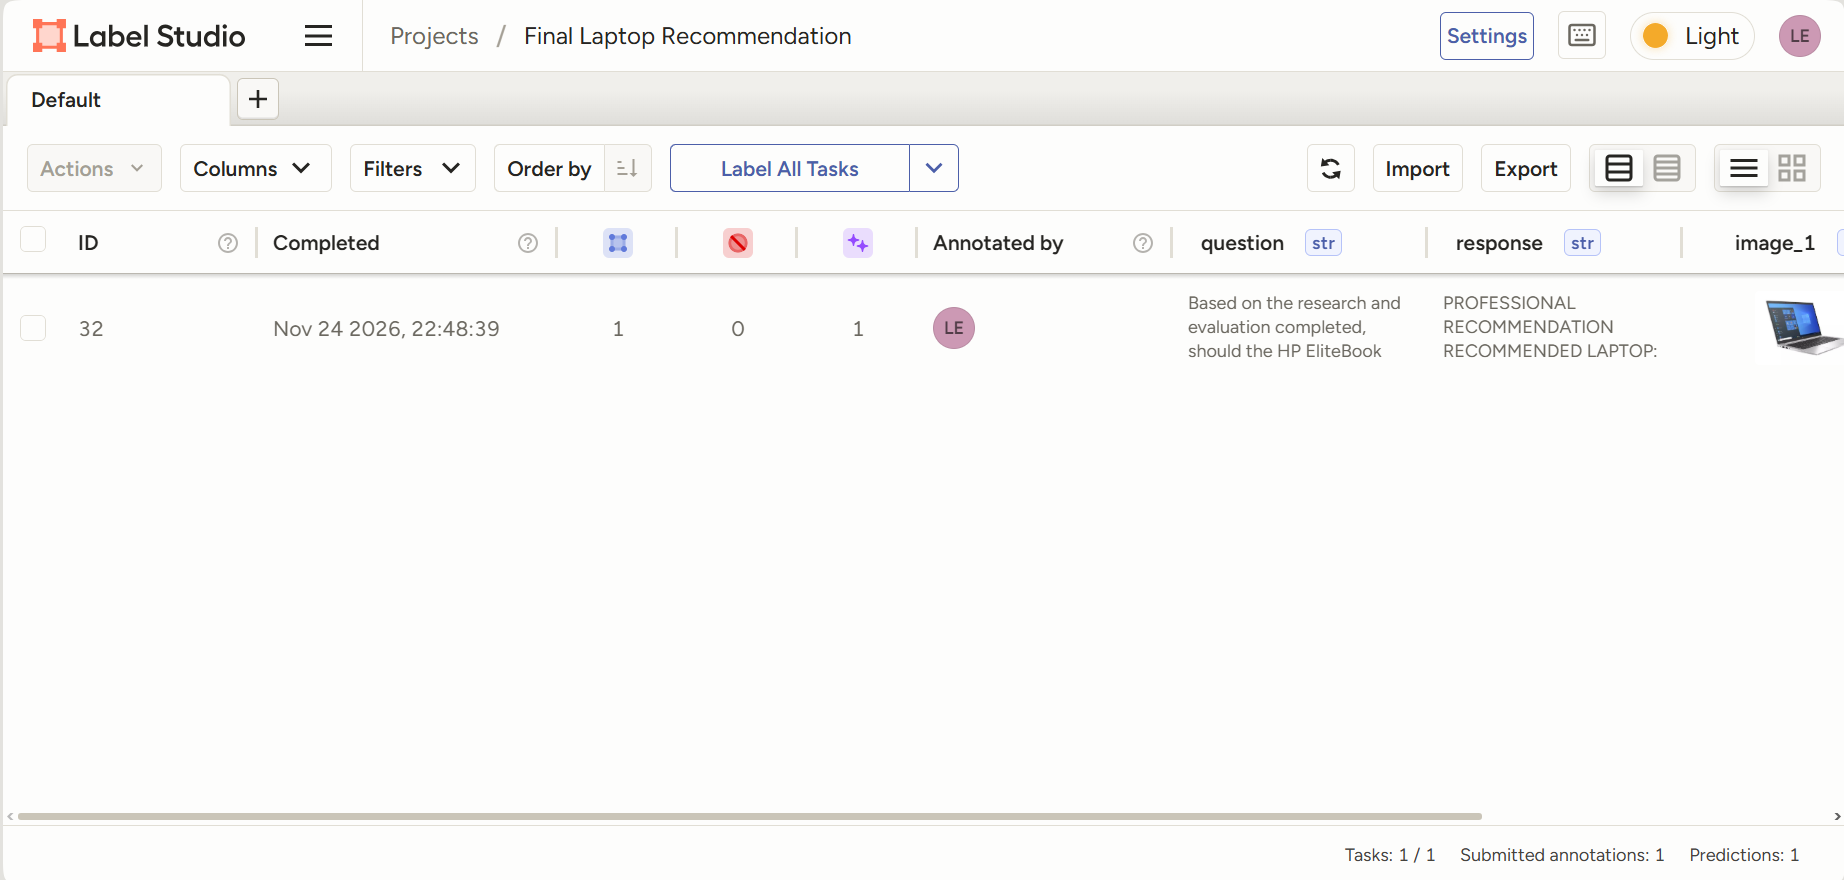 Label Studio
Projects / Final Laptop Recommendation
Settings
Light
LE
Default
Actions
Columns
Filters
Order by
Label All Tasks
Import
Export
ID
Completed
Annotated by
question str
response str
image_1
32
Nov 24 2026, 22:48:39
1
0
1
LE
Based on the research and
evaluation completed,
should the HP EliteBook
PROFESSIONAL
RECOMMENDATION
RECOMMENDED LAPTOP:
Tasks: 1 / 1
Submitted annotations: 1
Predictions: 1